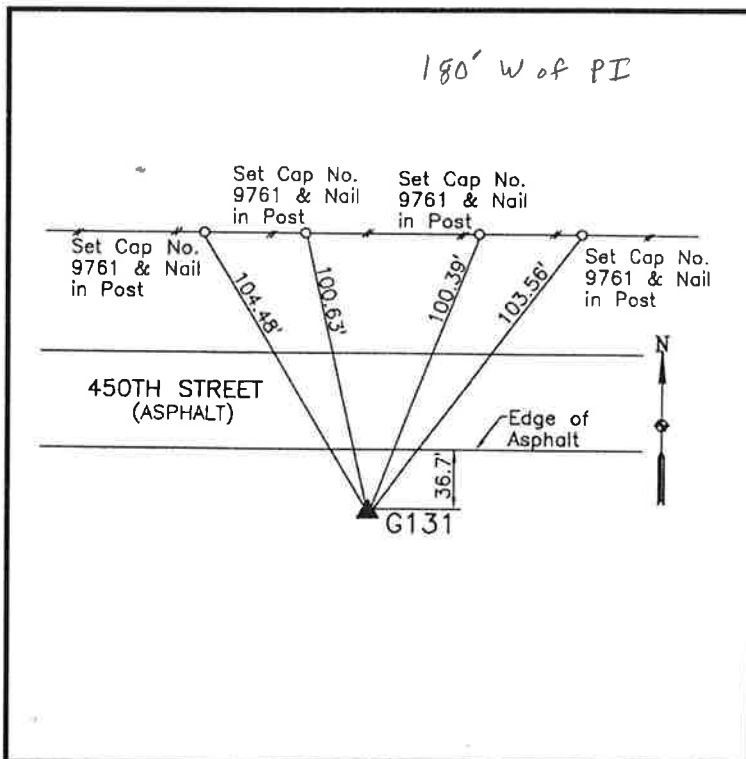 180' W of PI
Set Cap No.
9761 & Nail
in Post
Set Cap No.
9761 & Nail
in Post
Set Cap No.
9761 & Nail
in Post
Set Cap No.
9761 & Nail
in Post
104.48'
100.63'
100.39'
103.56'
N
450TH STREET
(ASPHALT)
Edge of
Asphalt
36.7'
G131